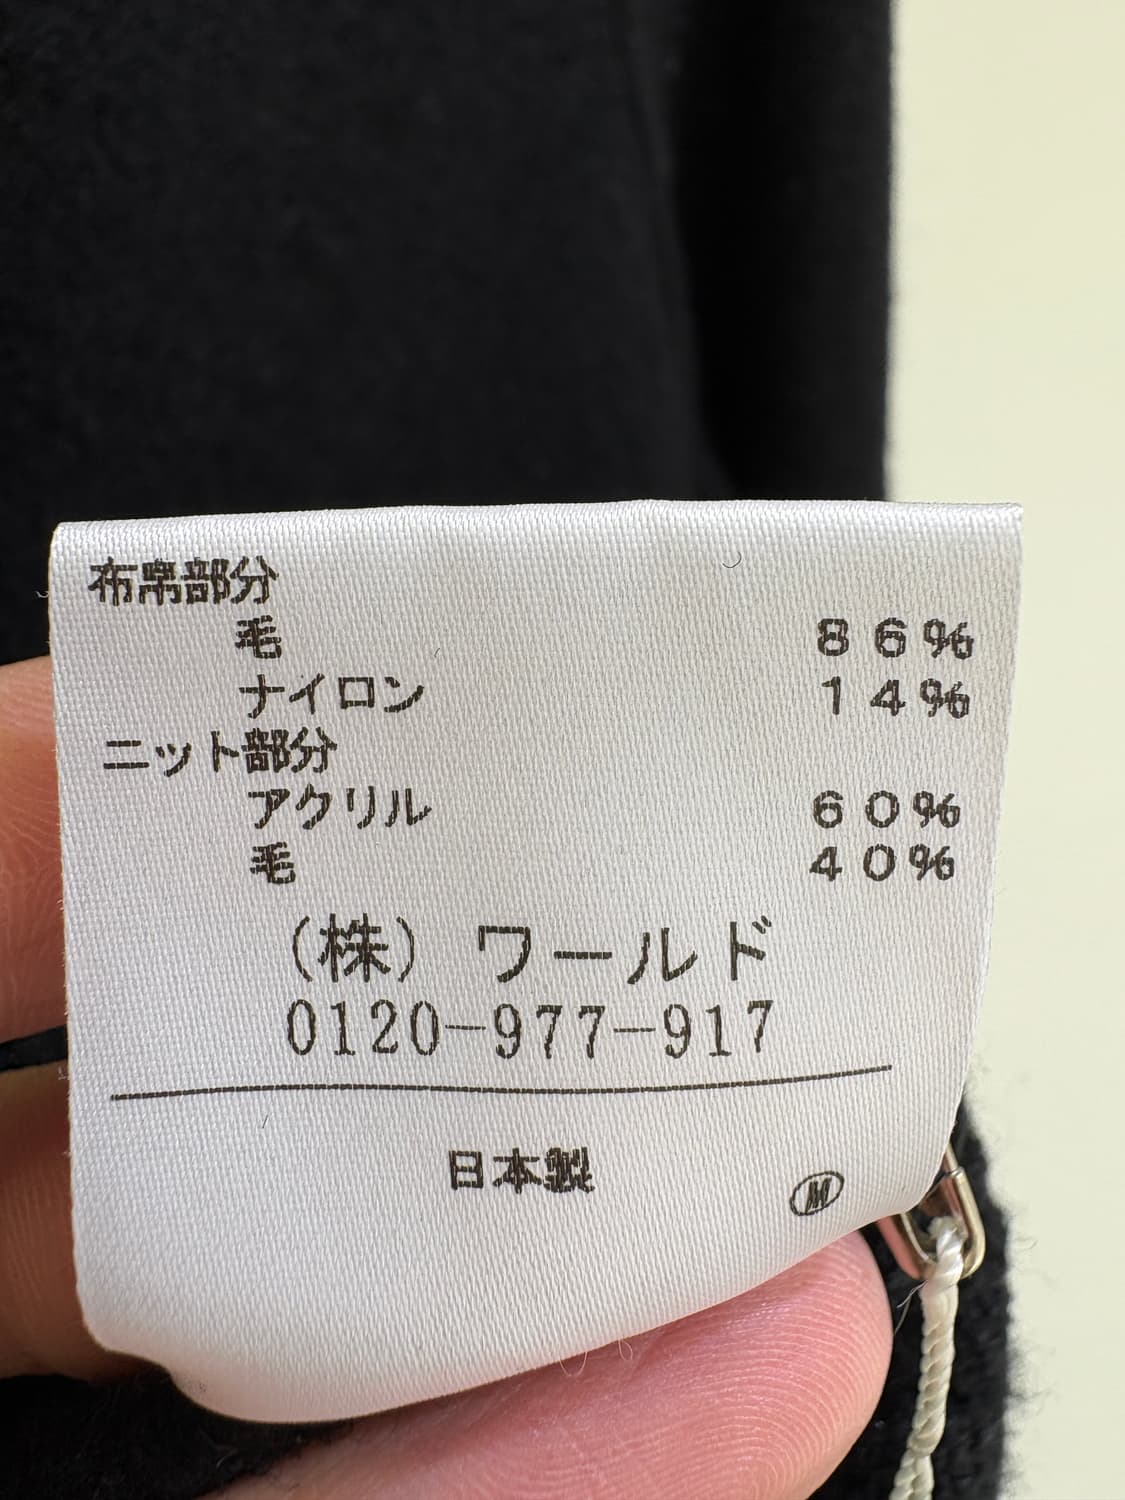 布帛部分
毛 86%
ナイロン 14%
ニット部分
アクリル 60%
毛 40%
(株) ワールド
0120-977-917
日本製
Ⓜ